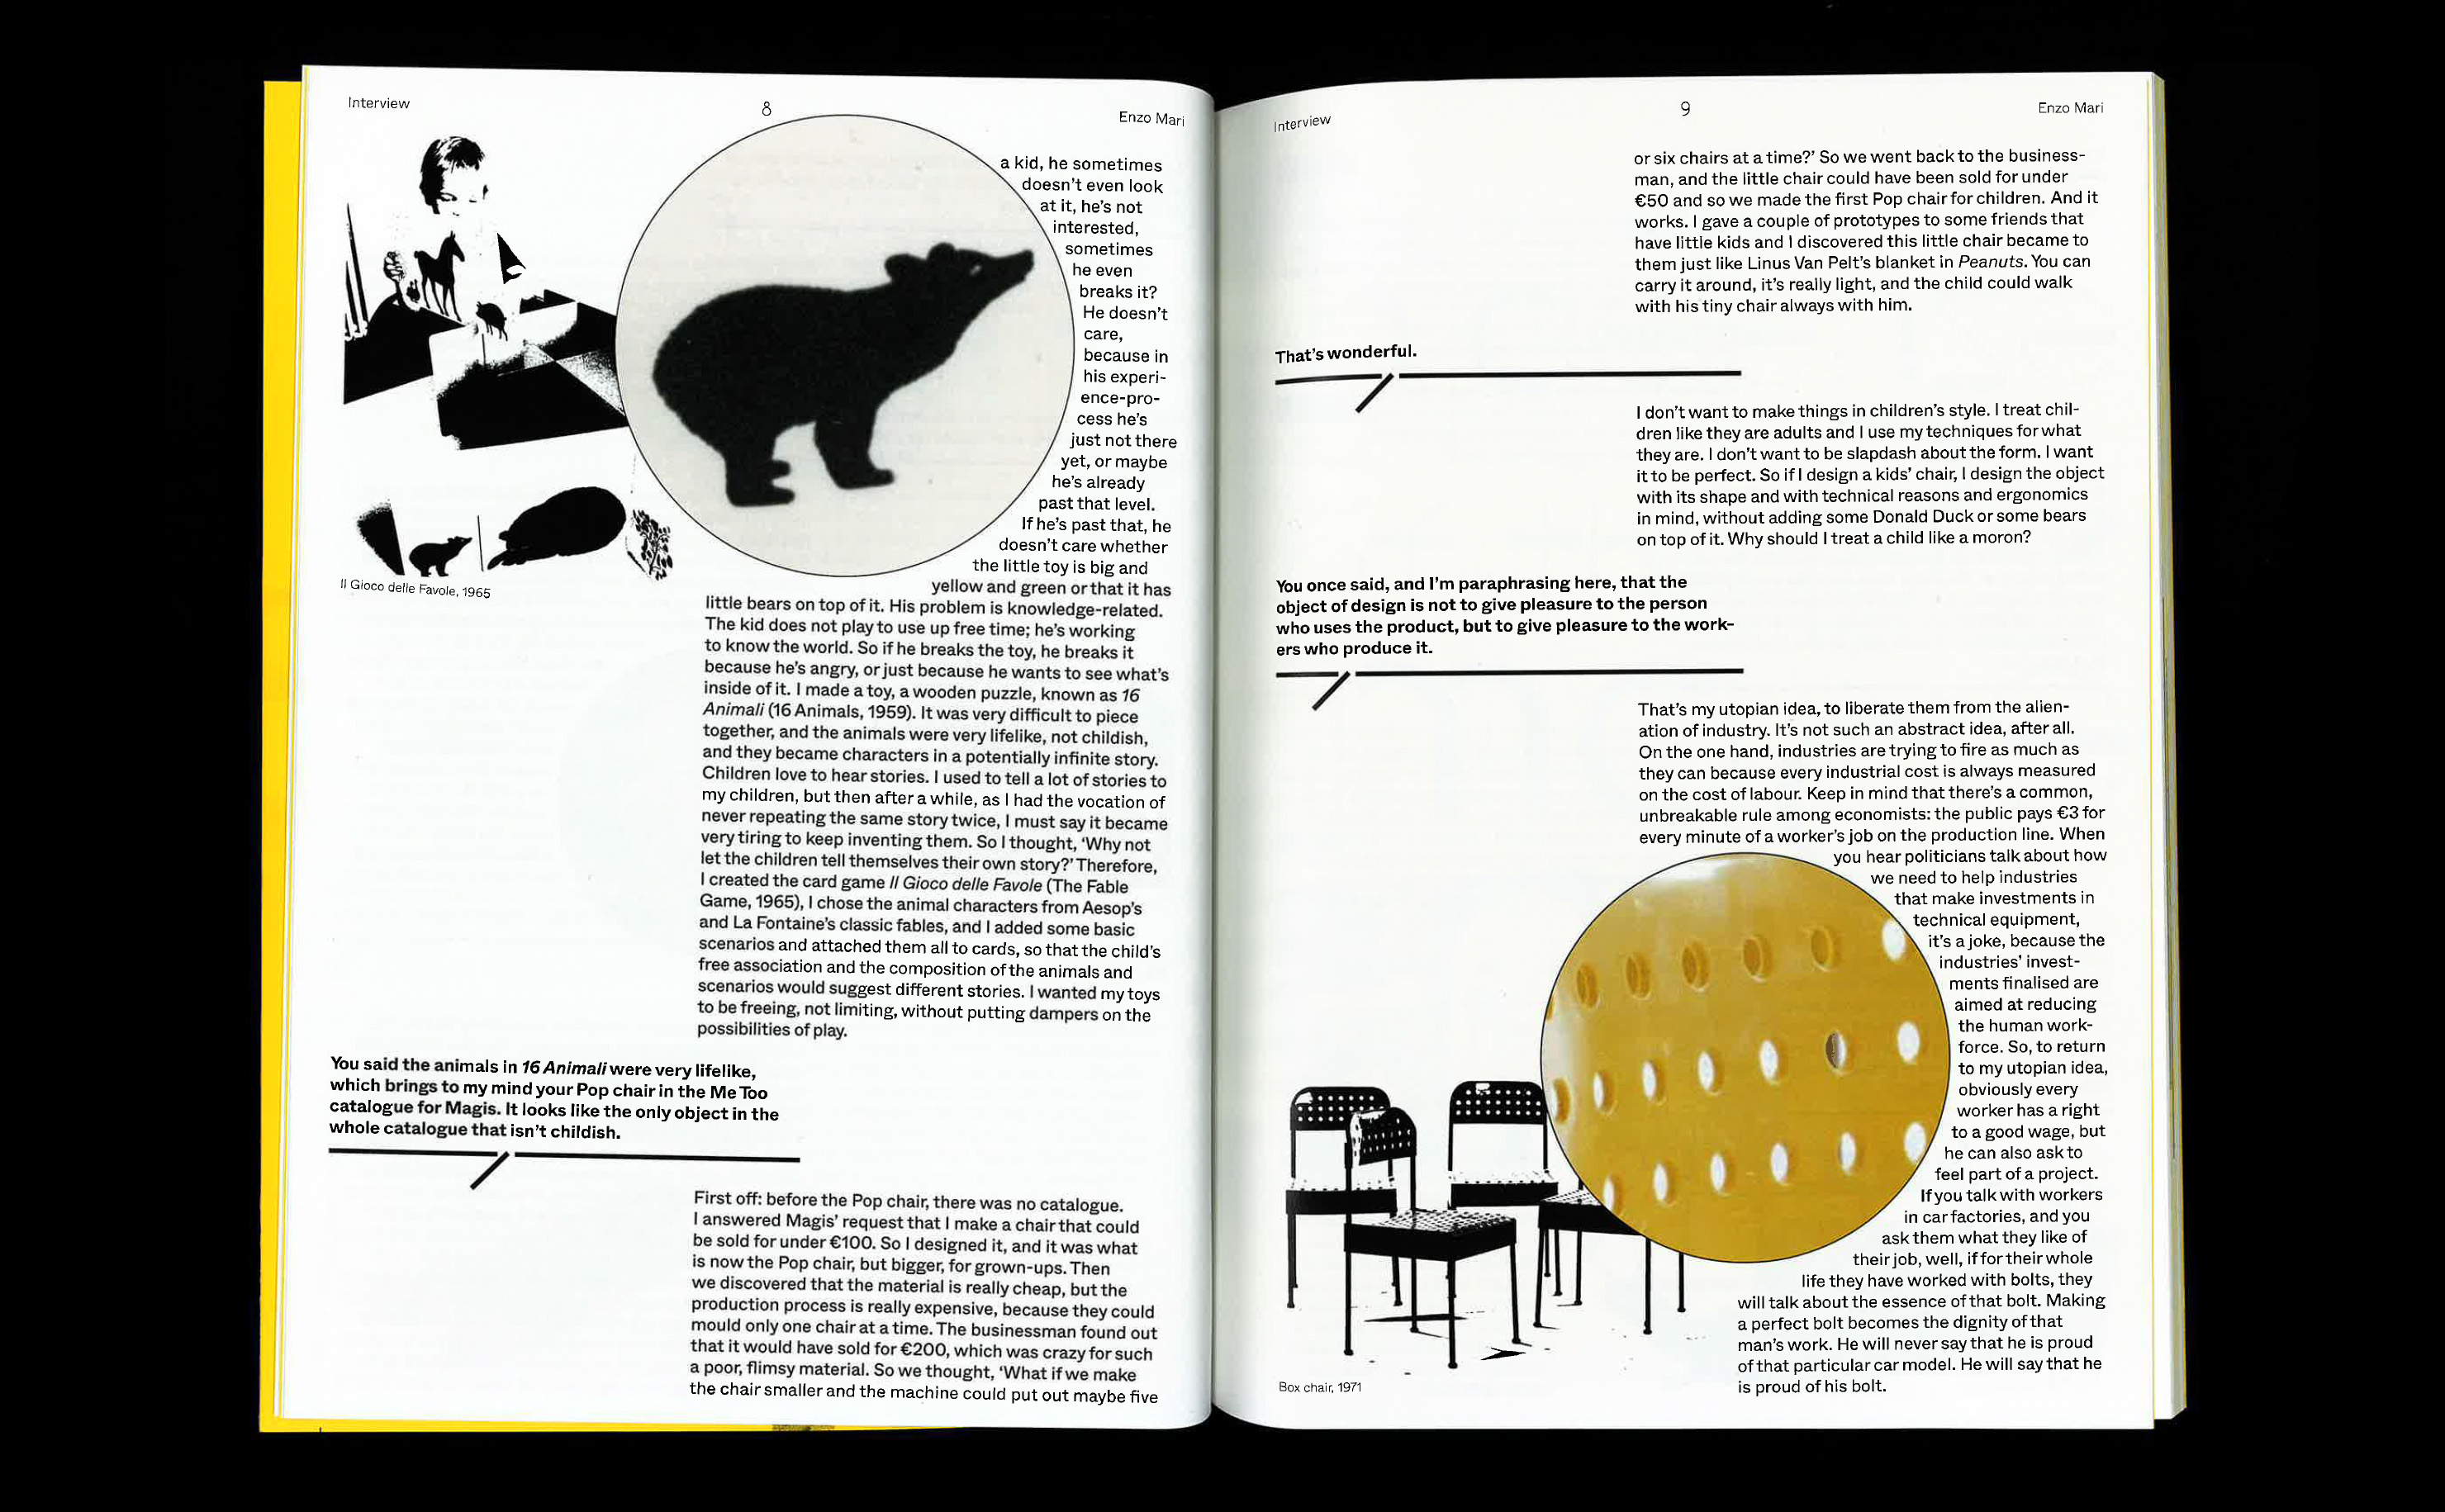 Interview
8
Enzo Mari
a kid, he sometimes
doesn't even look
at it, he's not
interested,
sometimes
he even
breaks it?
He doesn't
care,
because in
his experi-
ence-pro-
cess he's
just not there
yet, or maybe
he's already
past that level.
If he's past that, he
doesn't care whether
the little toy is big and
yellow and green or that it has
little bears on top of it. His problem is knowledge-related.
The kid does not play to use up free time; he's working
to know the world. So if he breaks the toy, he breaks it
because he's angry, or just because he wants to see what's
inside of it. I made a toy, a wooden puzzle, known as 16
Animali (16 Animals, 1959). It was very difficult to piece
together, and the animals were very lifelike, not childish,
and they became characters in a potentially infinite story.
Children love to hear stories. I used to tell a lot of stories to
my children, but then after a while, as I had the vocation of
never repeating the same story twice, I must say it became
very tiring to keep inventing them. So I thought, 'Why not
let the children tell themselves their own story?' Therefore,
I created the card game Il Gioco delle Favole (The Fable
Game, 1965), I chose the animal characters from Aesop's
and La Fontaine's classic fables, and I added some basic
scenarios and attached them all to cards, so that the child's
free association and the composition of the animals and
scenarios would suggest different stories. I wanted my toys
to be freeing, not limiting, without putting dampers on the
possibilities of play.
Il Gioco delle Favole, 1965
You said the animals in 16 Animali were very lifelike,
which brings to my mind your Pop chair in the Me Too
catalogue for Magis. It looks like the only object in the
whole catalogue that isn't childish.
First off: before the Pop chair, there was no catalogue.
I answered Magis' request that I make a chair that could
be sold for under €100. So I designed it, and it was what
is now the Pop chair, but bigger, for grown-ups. Then
we discovered that the material is really cheap, but the
production process is really expensive, because they could
mould only one chair at a time. The businessman found out
that it would have sold for €200, which was crazy for such
a poor, flimsy material. So we thought, 'What if we make
the chair smaller and the machine could put out maybe five
Interview
9
Enzo Mari
or six chairs at a time?' So we went back to the business-
man, and the little chair could have been sold for under
€50 and so we made the first Pop chair for children. And it
works. I gave a couple of prototypes to some friends that
have little kids and I discovered this little chair became to
them just like Linus Van Pelt's blanket in Peanuts. You can
carry it around, it's really light, and the child could walk
with his tiny chair always with him.
That's wonderful.
I don't want to make things in children's style. I treat chil-
dren like they are adults and I use my techniques for what
they are. I don't want to be slapdash about the form. I want
it to be perfect. So if I design a kids' chair, I design the object
with its shape and with technical reasons and ergonomics
in mind, without adding some Donald Duck or some bears
on top of it. Why should I treat a child like a moron?
You once said, and I'm paraphrasing here, that the
object of design is not to give pleasure to the person
who uses the product, but to give pleasure to the work-
ers who produce it.
That's my utopian idea, to liberate them from the alien-
ation of industry. It's not such an abstract idea, after all.
On the one hand, industries are trying to fire as much as
they can because every industrial cost is always measured
on the cost of labour. Keep in mind that there's a common,
unbreakable rule among economists: the public pays €3 for
every minute of a worker's job on the production line. When
you hear politicians talk about how
we need to help industries
that make investments in
technical equipment,
it's a joke, because the
industries' invest-
ments finalised are
aimed at reducing
the human work-
force. So, to return
to my utopian idea,
obviously every
worker has a right
to a good wage, but
he can also ask to
feel part of a project.
If you talk with workers
in car factories, and you
ask them what they like of
their job, well, if for their whole
life they have worked with bolts, they
will talk about the essence of that bolt. Making
a perfect bolt becomes the dignity of that
man's work. He will never say that he is proud
of that particular car model. He will say that he
is proud of his bolt.
Box chair, 1971